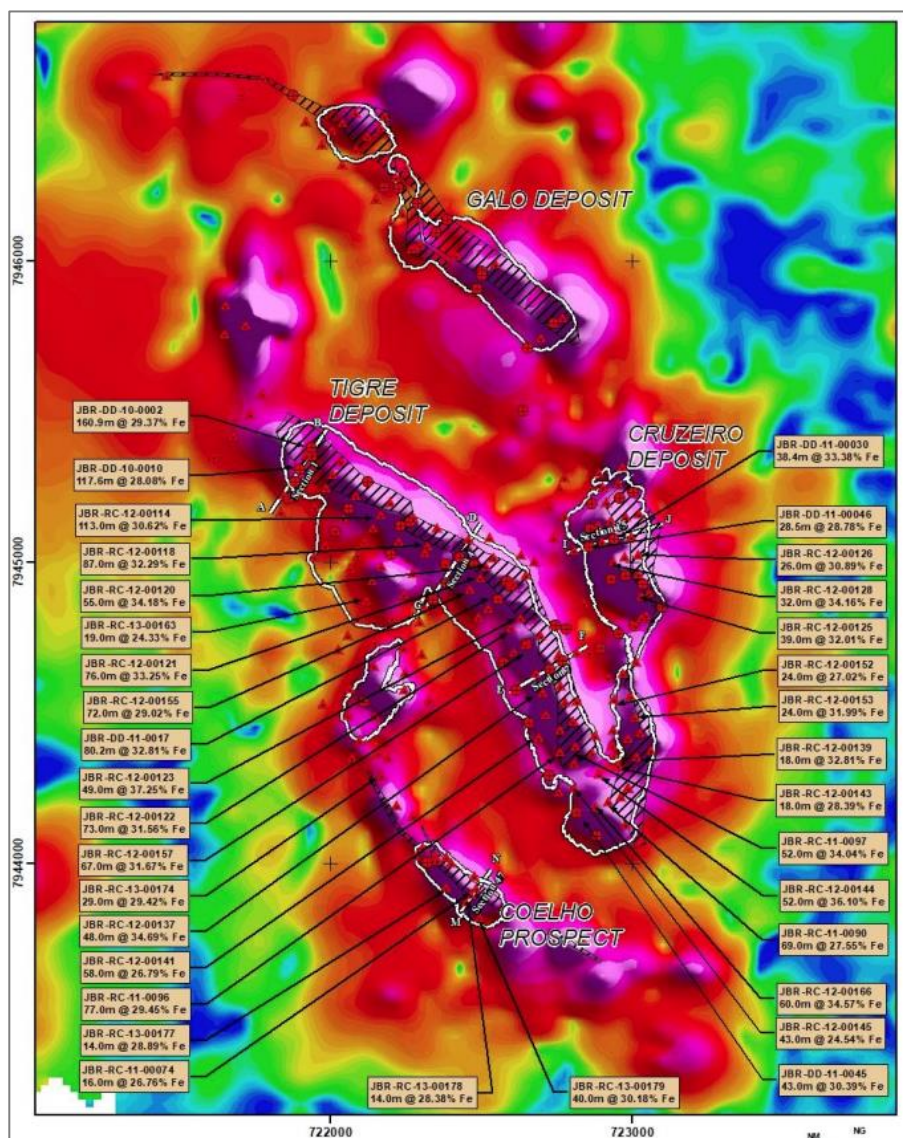 GALO DEPOSIT
7946000
TIGRE
DEPOSIT
CRUZEIRO
DEPOSIT
JBR-DD-10-0002
160.9m @ 29.37% Fe
JBR-DD-10-0010
117.6m @ 28.08% Fe
JBR-RC-12-00114
113.0m @ 30.62% Fe
JBR-RC-12-00118
87.0m @ 32.29% Fe
JBR-RC-12-00120
55.0m @ 34.18% Fe
JBR-RC-13-00163
19.0m @ 24.33% Fe
JBR-RC-12-00121
76.0m @ 33.25% Fe
JBR-RC-12-00155
72.0m @ 29.02% Fe
JBR-DD-11-0017
80.2m @ 32.81% Fe
JBR-RC-12-00123
49.0m @ 37.25% Fe
JBR-RC-12-00122
73.0m @ 31.56% Fe
JBR-RC-12-00157
67.0m @ 31.67% Fe
JBR-RC-13-00174
29.0m @ 29.42% Fe
JBR-RC-12-00137
48.0m @ 34.69% Fe
JBR-RC-12-00141
58.0m @ 26.79% Fe
JBR-RC-11-0096
77.0m @ 29.45% Fe
JBR-RC-13-00177
14.0m @ 28.89% Fe
JBR-RC-11-00074
16.0m @ 26.76% Fe
7945000
7944000
B
A
D
F
E
J
N
M
COELHO
PROSPECT
JBR-DD-11-00030
38.4m @ 33.38% Fe
JBR-DD-11-00046
28.5m @ 28.78% Fe
JBR-RC-12-00126
26.0m @ 30.89% Fe
JBR-RC-12-00128
32.0m @ 34.16% Fe
JBR-RC-12-00125
39.0m @ 32.01% Fe
JBR-RC-12-00152
24.0m @ 27.02% Fe
JBR-RC-12-00153
24.0m @ 31.99% Fe
JBR-RC-12-00139
18.0m @ 32.81% Fe
JBR-RC-12-00143
18.0m @ 28.39% Fe
JBR-RC-11-0097
52.0m @ 34.04% Fe
JBR-RC-12-00144
52.0m @ 36.10% Fe
JBR-RC-11-0090
69.0m @ 27.55% Fe
JBR-RC-12-00166
60.0m @ 34.57% Fe
JBR-RC-12-00145
43.0m @ 24.54% Fe
JBR-DD-11-0045
43.0m @ 30.39% Fe
JBR-RC-13-00178
14.0m @ 28.38% Fe
JBR-RC-13-00179
40.0m @ 30.18% Fe
722000
723000
NM
NG